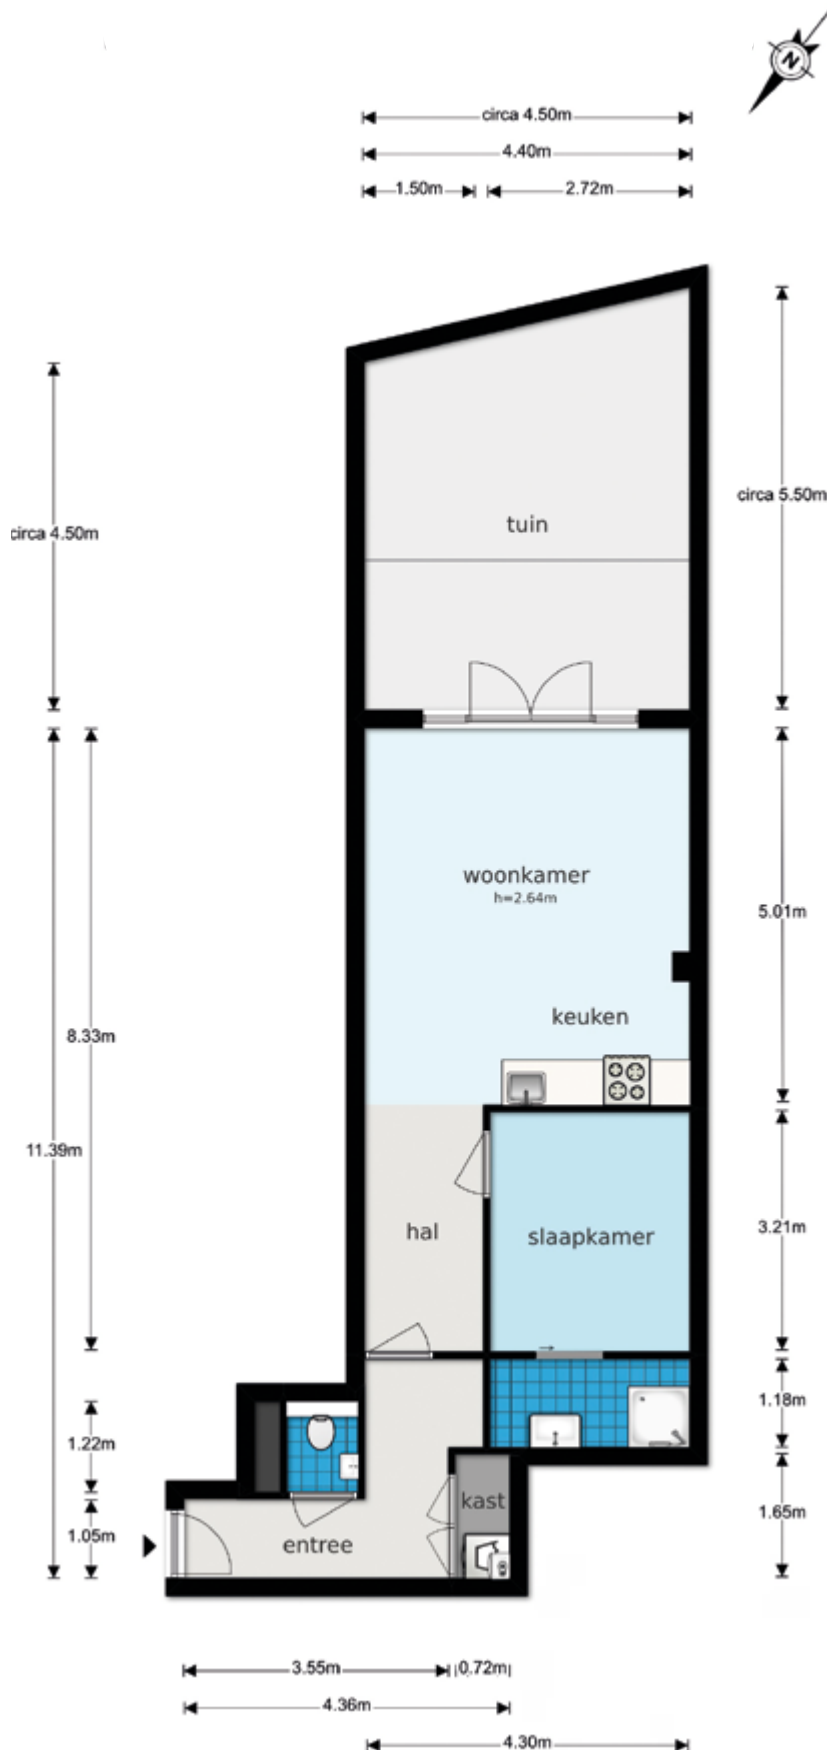 N
circa 4.50m
4.40m
1.50m
2.72m
circa 4.50m
circa 5.50m
tuin
woonkamer
h=2.64m
5.01m
keuken
8.33m
11.39m
hal
slaapkamer
3.21m
1.18m
1.22m
kast
1.65m
1.05m
entree
3.55m
0.72m
4.36m
4.30m